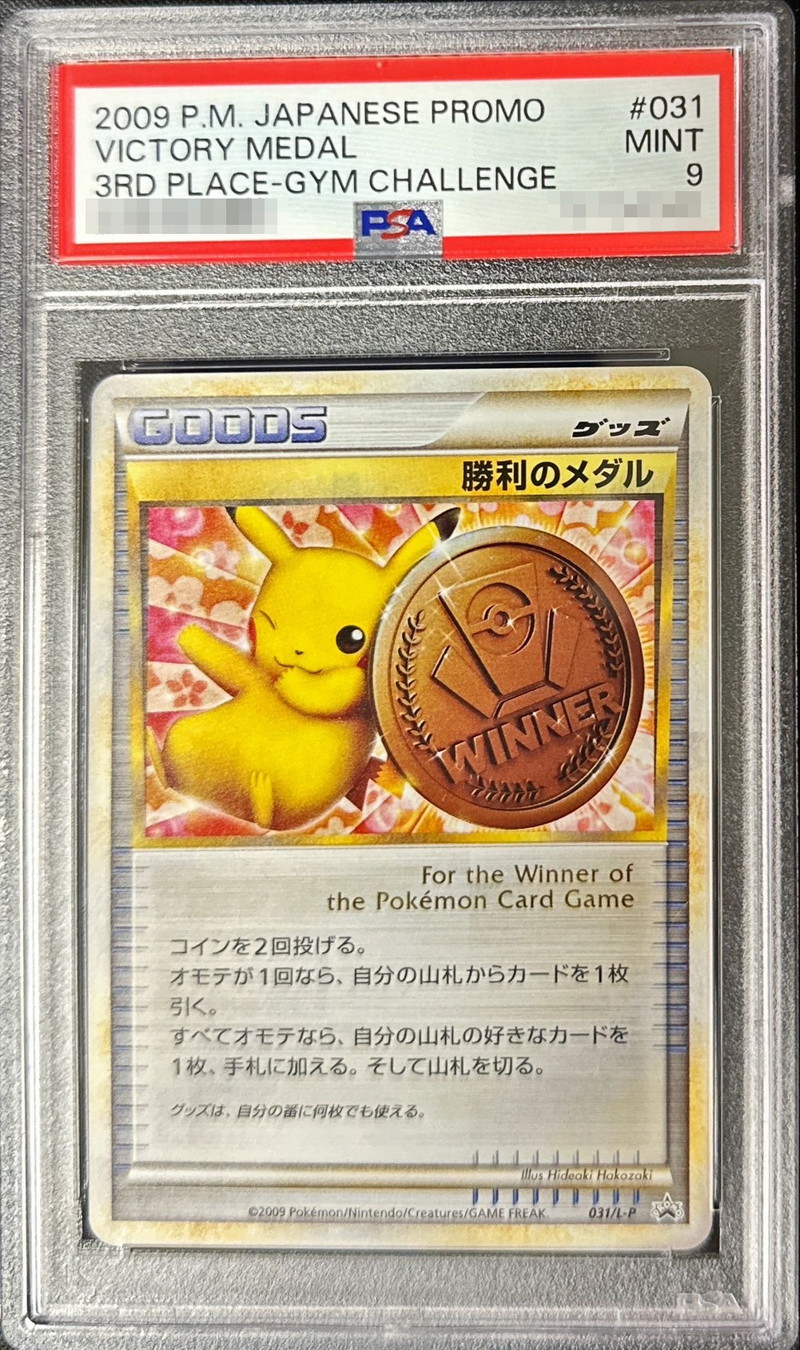 2009 P.M. JAPANESE PROMO #031
VICTORY MEDAL MINT
3RD PLACE-GYM CHALLENGE 9
PSA
GOODS グッズ
勝利のメダル
WINNER
For the Winner of
the Pokémon Card Game
コインを2回投げる。
オモテが1回なら、自分の山札からカードを1枚
引く。
すべてオモテなら、自分の山札の好きなカードを
1枚、手札に加える。そして山札を切る。
グッズは、自分の番に何枚でも使える。
Illus Hideaki Hakozaki
©2009 Pokémon/Nintendo/Creatures/GAME FREAK. 031/L-P
PSA